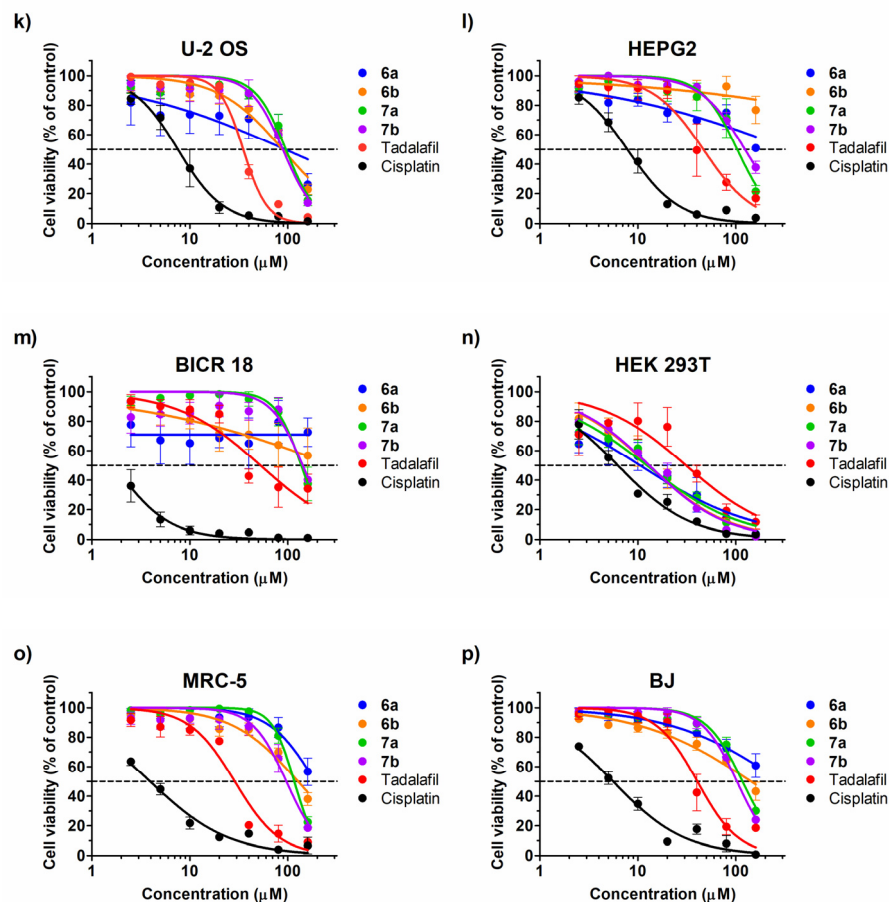 k)
U-2 OS
Cell viability (% of control)
100
80
60
40
20
0
1
10
100
Concentration (μM)
6a
6b
7a
7b
Tadalafil
Cisplatin
l)
HEPG2
Cell viability (% of control)
100
80
60
40
20
0
1
10
100
Concentration (μM)
6a
6b
7a
7b
Tadalafil
Cisplatin
m)
BICR 18
Cell viability (% of control)
100
80
60
40
20
0
1
10
100
Concentration (μM)
6a
6b
7a
7b
Tadalafil
Cisplatin
n)
HEK 293T
Cell viability (% of control)
100
80
60
40
20
0
1
10
100
Concentration (μM)
6a
6b
7a
7b
Tadalafil
Cisplatin
o)
MRC-5
Cell viability (% of control)
100
80
60
40
20
0
1
10
100
Concentration (μM)
6a
6b
7a
7b
Tadalafil
Cisplatin
p)
BJ
Cell viability (% of control)
100
80
60
40
20
0
1
10
100
Concentration (μM)
6a
6b
7a
7b
Tadalafil
Cisplatin